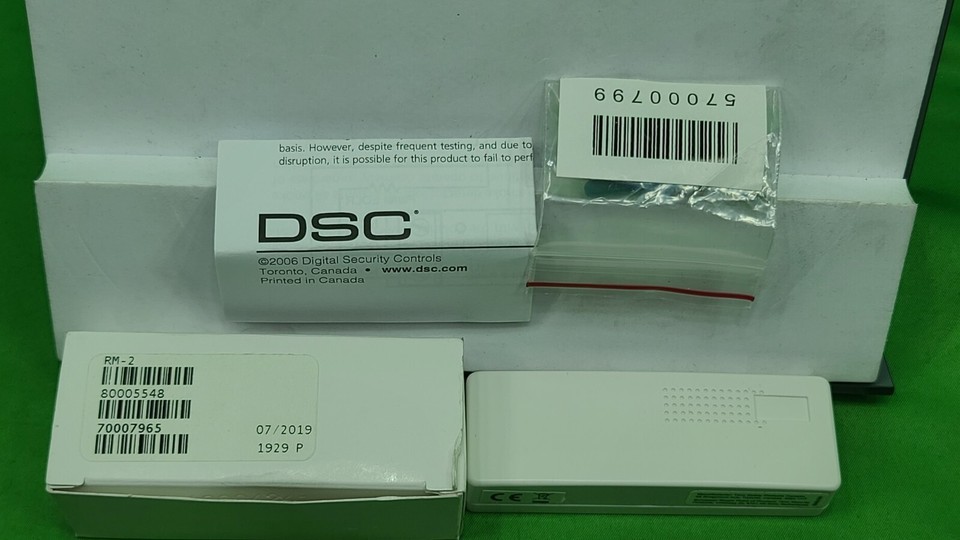 57000799
basis. However, despite frequent testing, and due to
disruption, it is possible for this product to fail to perf
DSC
©2006 Digital Security Controls
Toronto, Canada • www.dsc.com
Printed in Canada
RM-2
80005548
70007965
07/2019
1929 P
CE